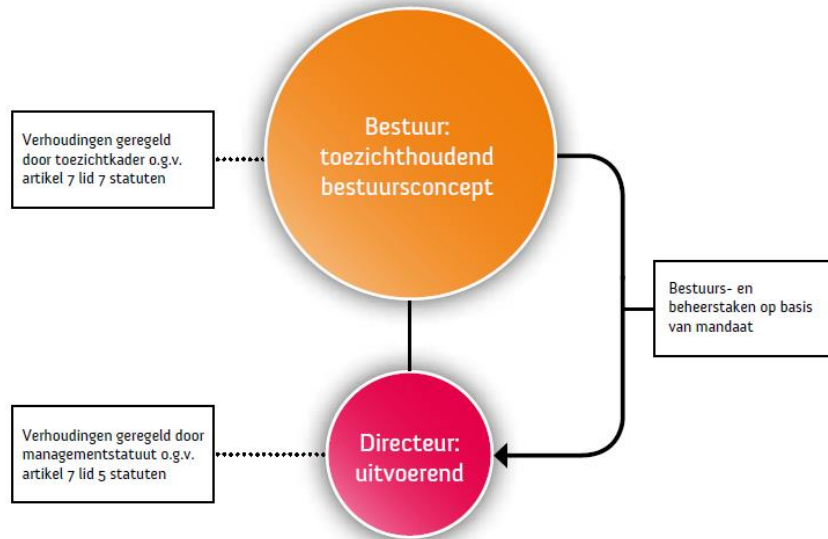 Bestuur:
toezichthoudend
bestuursconcept
Verhoudingen geregeld
door toezichtkader o.g.v.
artikel 7 lid 7 statuten
Bestuurs- en
beheerstaken op basis
van mandaat
Verhoudingen geregeld door
managementstatuut o.g.v.
artikel 7 lid 5 statuten
Directeur:
uitvoerend